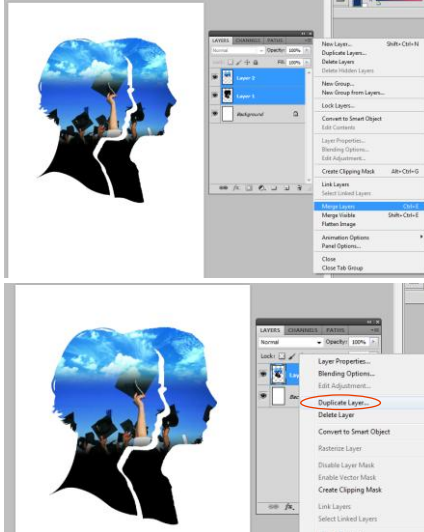 LAYERS CHANNELS PATHS
Normal Opacity: 100%
Lock: Fill: 100%
Layer 0
Layer 1
Background
New Layer... Shift+Ctrl+N
Duplicate Layers...
Delete Layers
Delete Hidden Layers
New Group...
New Group from Layers...
Lock Layers...
Convert to Smart Object
Edit Contents
Layer Properties...
Blending Options...
Edit Adjustment...
Create Clipping Mask Alt+Ctrl+G
Link Layers
Select Linked Layers
Merge Layers Ctrl+E
Merge Visible Shift+Ctrl+E
Flatten Image
Animation Options
Panel Options...
Close
Close Tab Group
LAYERS CHANNELS PATHS
Normal Opacity: 100%
Lock:
Layer Properties...
Blending Options...
Edit Adjustment...
Duplicate Layer...
Delete Layer
Convert to Smart Object
Rasterize Layer
Disable Layer Mask
Enable Vector Mask
Create Clipping Mask
Link Layers
Select Linked Layers
fx.